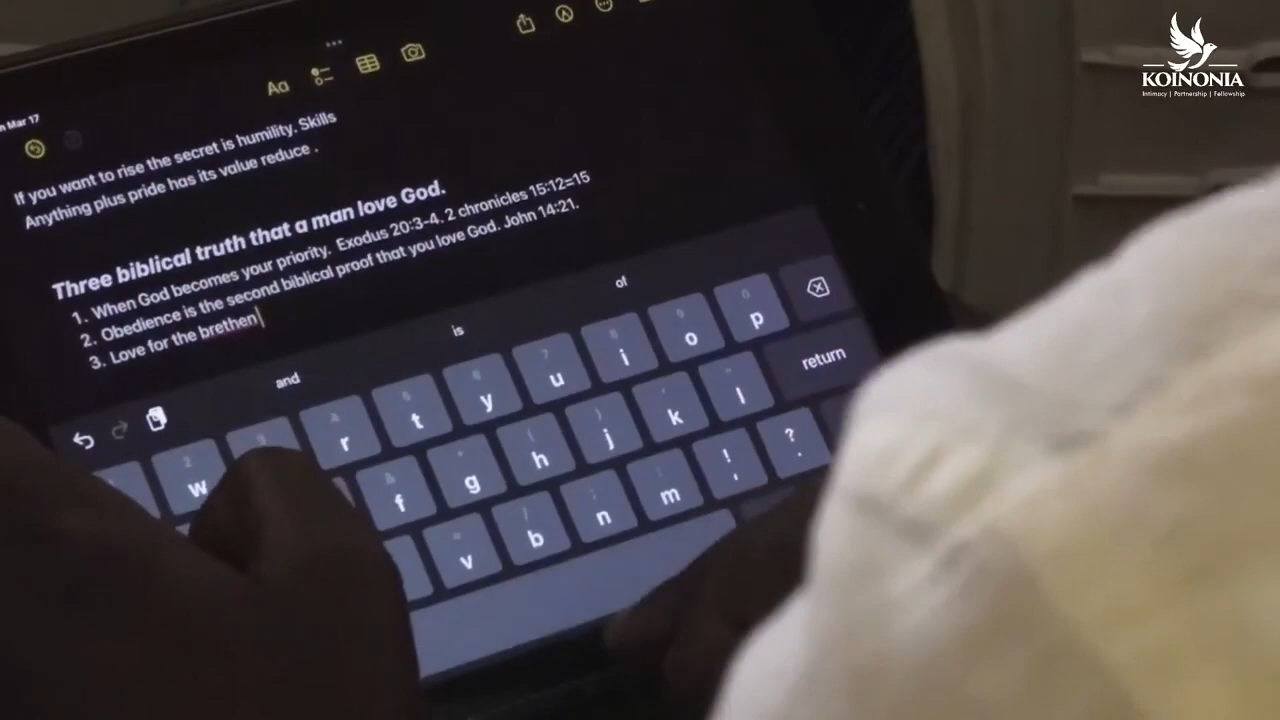 KOINONIA
Intimacy | Partnership | Fellowship
Mar 17
Aa
If you want to rise the secret is humility. Skills
Anything plus pride has its value reduce .
Three biblical truth that a man love God.
1. When God becomes your priority. Exodus 20:3-4. 2 chronicles 15:12=15
2. Obedience is the second biblical proof that you love God. John 14:21.
3. Love for the brethen
and is of
w r t y u i o p
f g h j k l return
v b n m ! , ? .